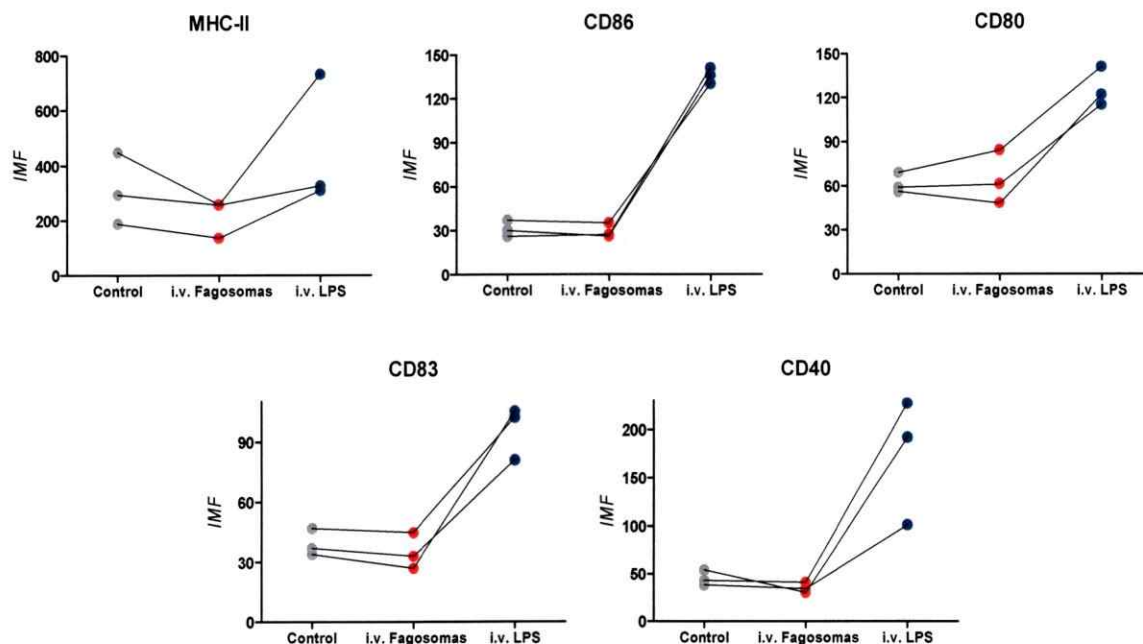 MHC-II
800
600
400
200
0
IMF
Control i.v. Fagosomas i.v. LPS
CD86
150
120
90
60
30
0
IMF
Control i.v. Fagosomas i.v. LPS
CD80
150
120
90
60
30
0
IMF
Control i.v. Fagosomas i.v. LPS
CD83
90
60
30
0
IMF
Control i.v. Fagosomas i.v. LPS
CD40
200
150
100
50
0
IMF
Control i.v. Fagosomas i.v. LPS